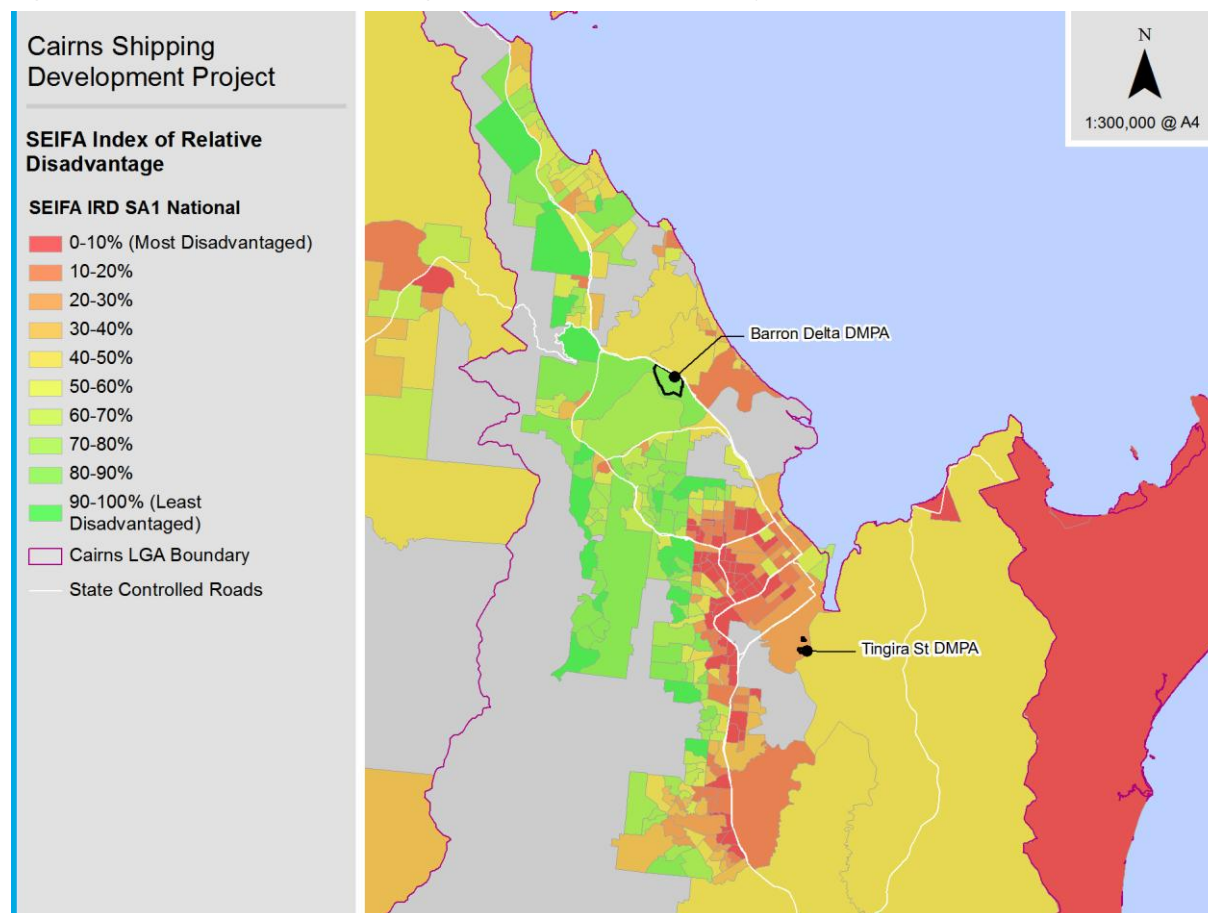 Cairns Shipping
Development Project
SEIFA Index of Relative
Disadvantage
SEIFA IRD SA1 National
0-10% (Most Disadvantaged)
10-20%
20-30%
30-40%
40-50%
50-60%
60-70%
70-80%
80-90%
90-100% (Least
Disadvantaged)
Cairns LGA Boundary
State Controlled Roads
N
1:300,000 @ A4
Barron Delta DMPA
Tingira St DMPA